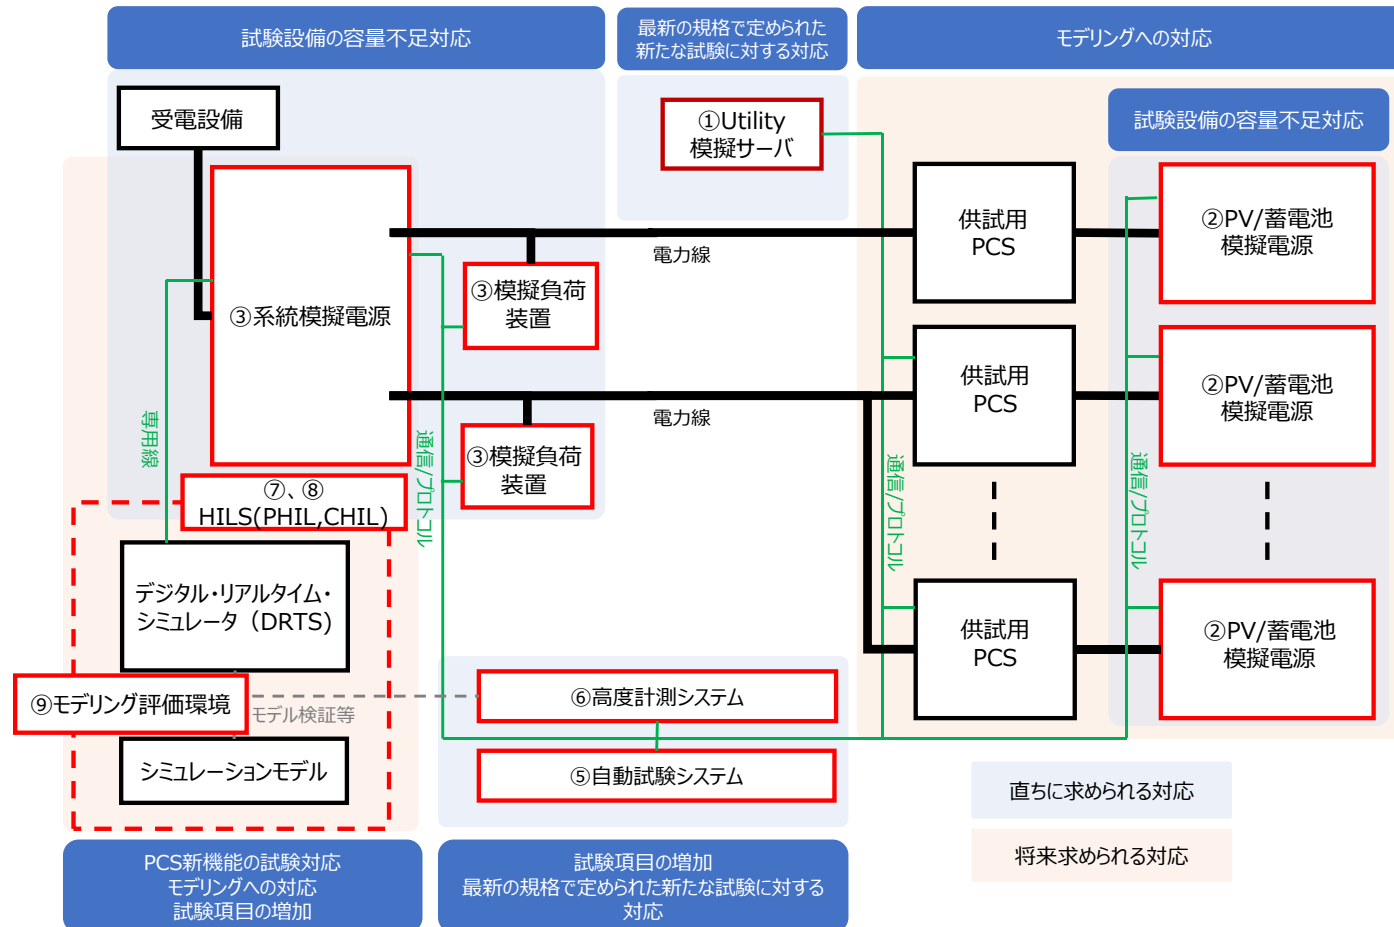 試験設備の容量不足対応
最新の規格で定められた
新たな試験に対する対応
モデリングへの対応
受電設備
①Utility
模擬サーバ
試験設備の容量不足対応
③系統模擬電源
③模擬負荷
装置
電力線
供試用
PCS
②PV/蓄電池
模擬電源
③模擬負荷
装置
電力線
供試用
PCS
②PV/蓄電池
模擬電源
専用線
通信/プロトコル
通信/プロトコル
通信/プロトコル
⑦、⑧
HILS(PHIL,CHIL)
デジタル・リアルタイム・
シミュレータ（DRTS)
供試用
PCS
②PV/蓄電池
模擬電源
⑨モデリング評価環境
モデル検証等
⑥高度計測システム
シミュレーションモデル
⑤自動試験システム
直ちに求められる対応
将来求められる対応
PCS新機能の試験対応
モデリングへの対応
試験項目の増加
試験項目の増加
最新の規格で定められた新たな試験に対する
対応